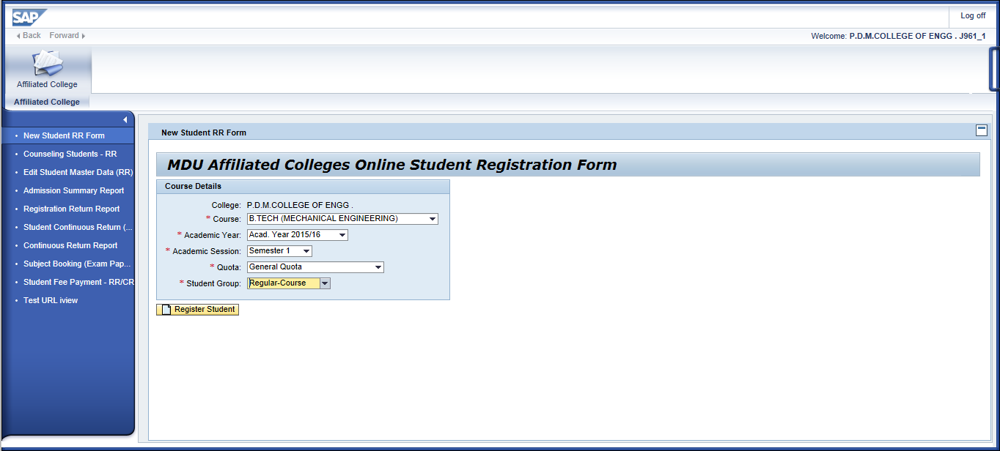 SAP
Log off
Back Forward
Welcome: P.D.M.COLLEGE OF ENGG . J961_1
Affiliated College
Affiliated College
New Student RR Form
Counseling Students - RR
Edit Student Master Data (RR)
Admission Summary Report
Registration Return Report
Student Continuous Return (...
Continuous Return Report
Subject Booking (Exam Pap...
Student Fee Payment - RR/CR
Test URL iview
New Student RR Form
MDU Affiliated Colleges Online Student Registration Form
Course Details
College: P.D.M.COLLEGE OF ENGG .
* Course: B.TECH (MECHANICAL ENGINEERING)
* Academic Year: Acad. Year 2015/16
* Academic Session: Semester 1
* Quota: General Quota
* Student Group: Regular-Course
Register Student